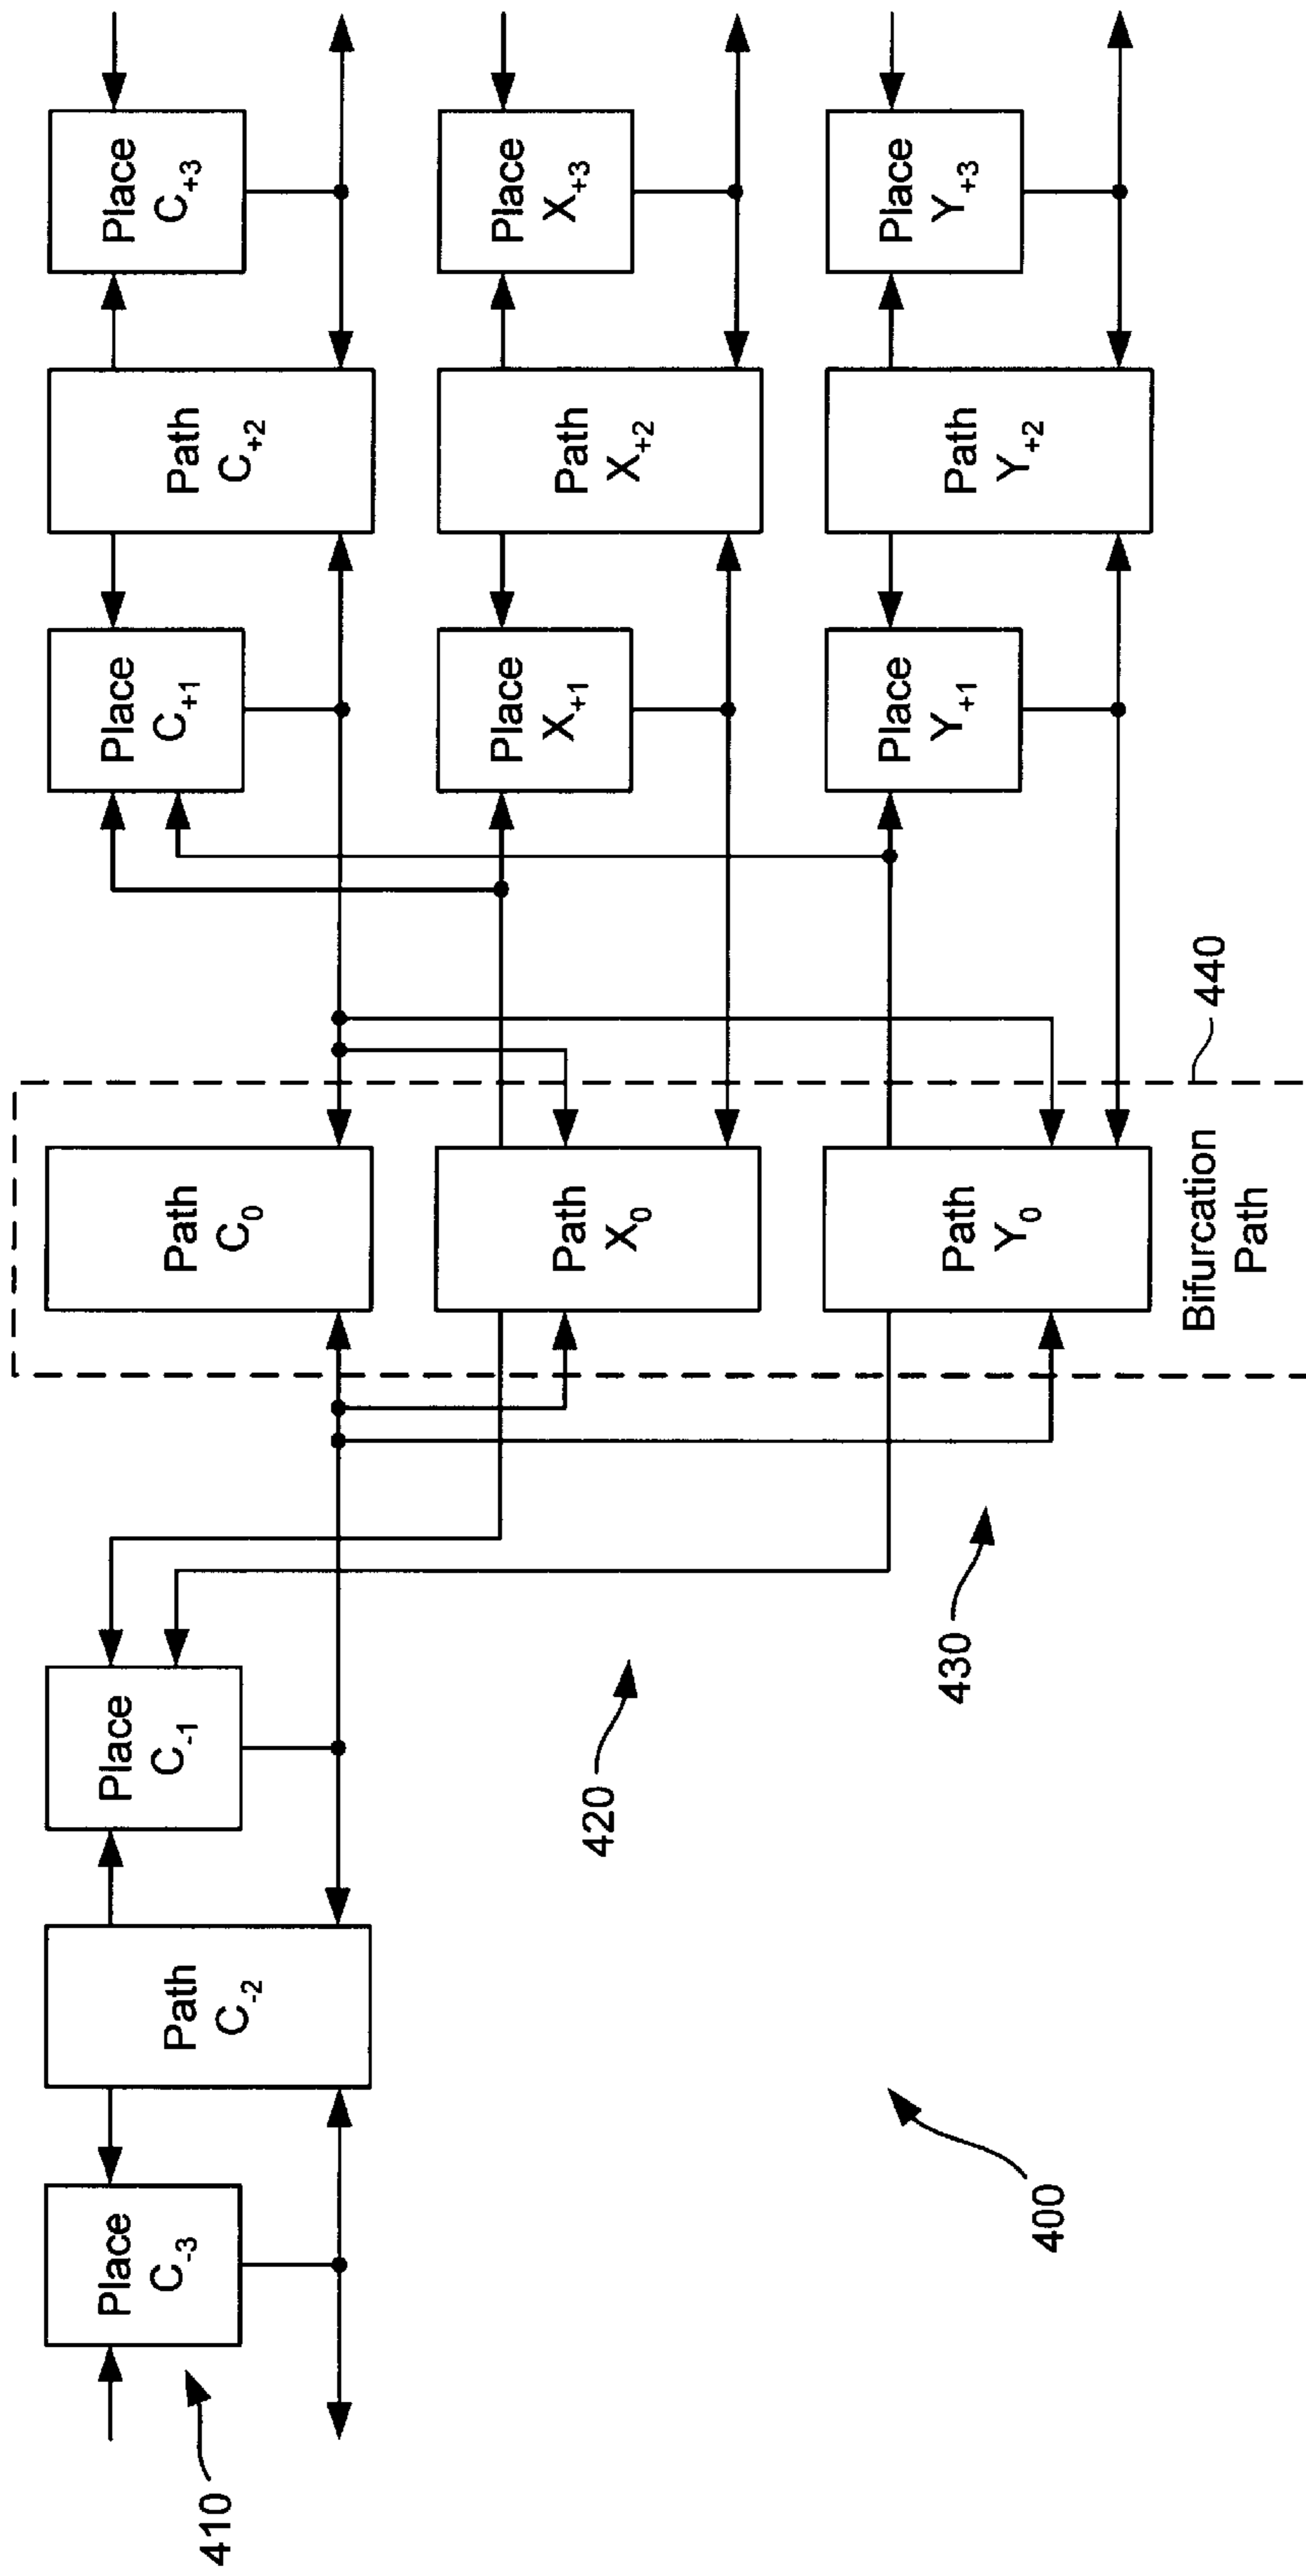 410
Place
C-3
Path
C-2
Place
C-1
Path
C0
Place
C+1
Path
C+2
Place
C+3
420
Path
X0
Place
X+1
Path
X+2
Place
X+3
430
Path
Y0
Place
Y+1
Path
Y+2
Place
Y+3
400
Bifurcation
Path
440